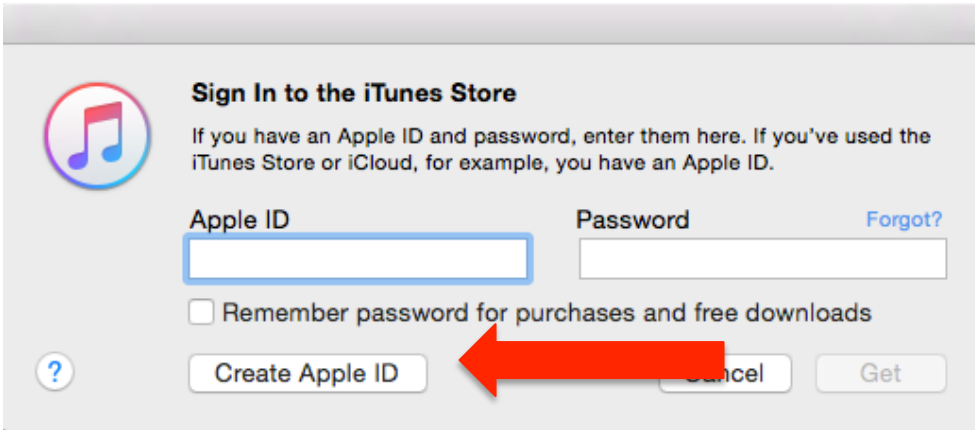 Sign In to the iTunes Store
If you have an Apple ID and password, enter them here. If you've used the
iTunes Store or iCloud, for example, you have an Apple ID.
Apple ID
Password
Forgot?
Remember password for purchases and free downloads
?
Create Apple ID
Cancel
Get